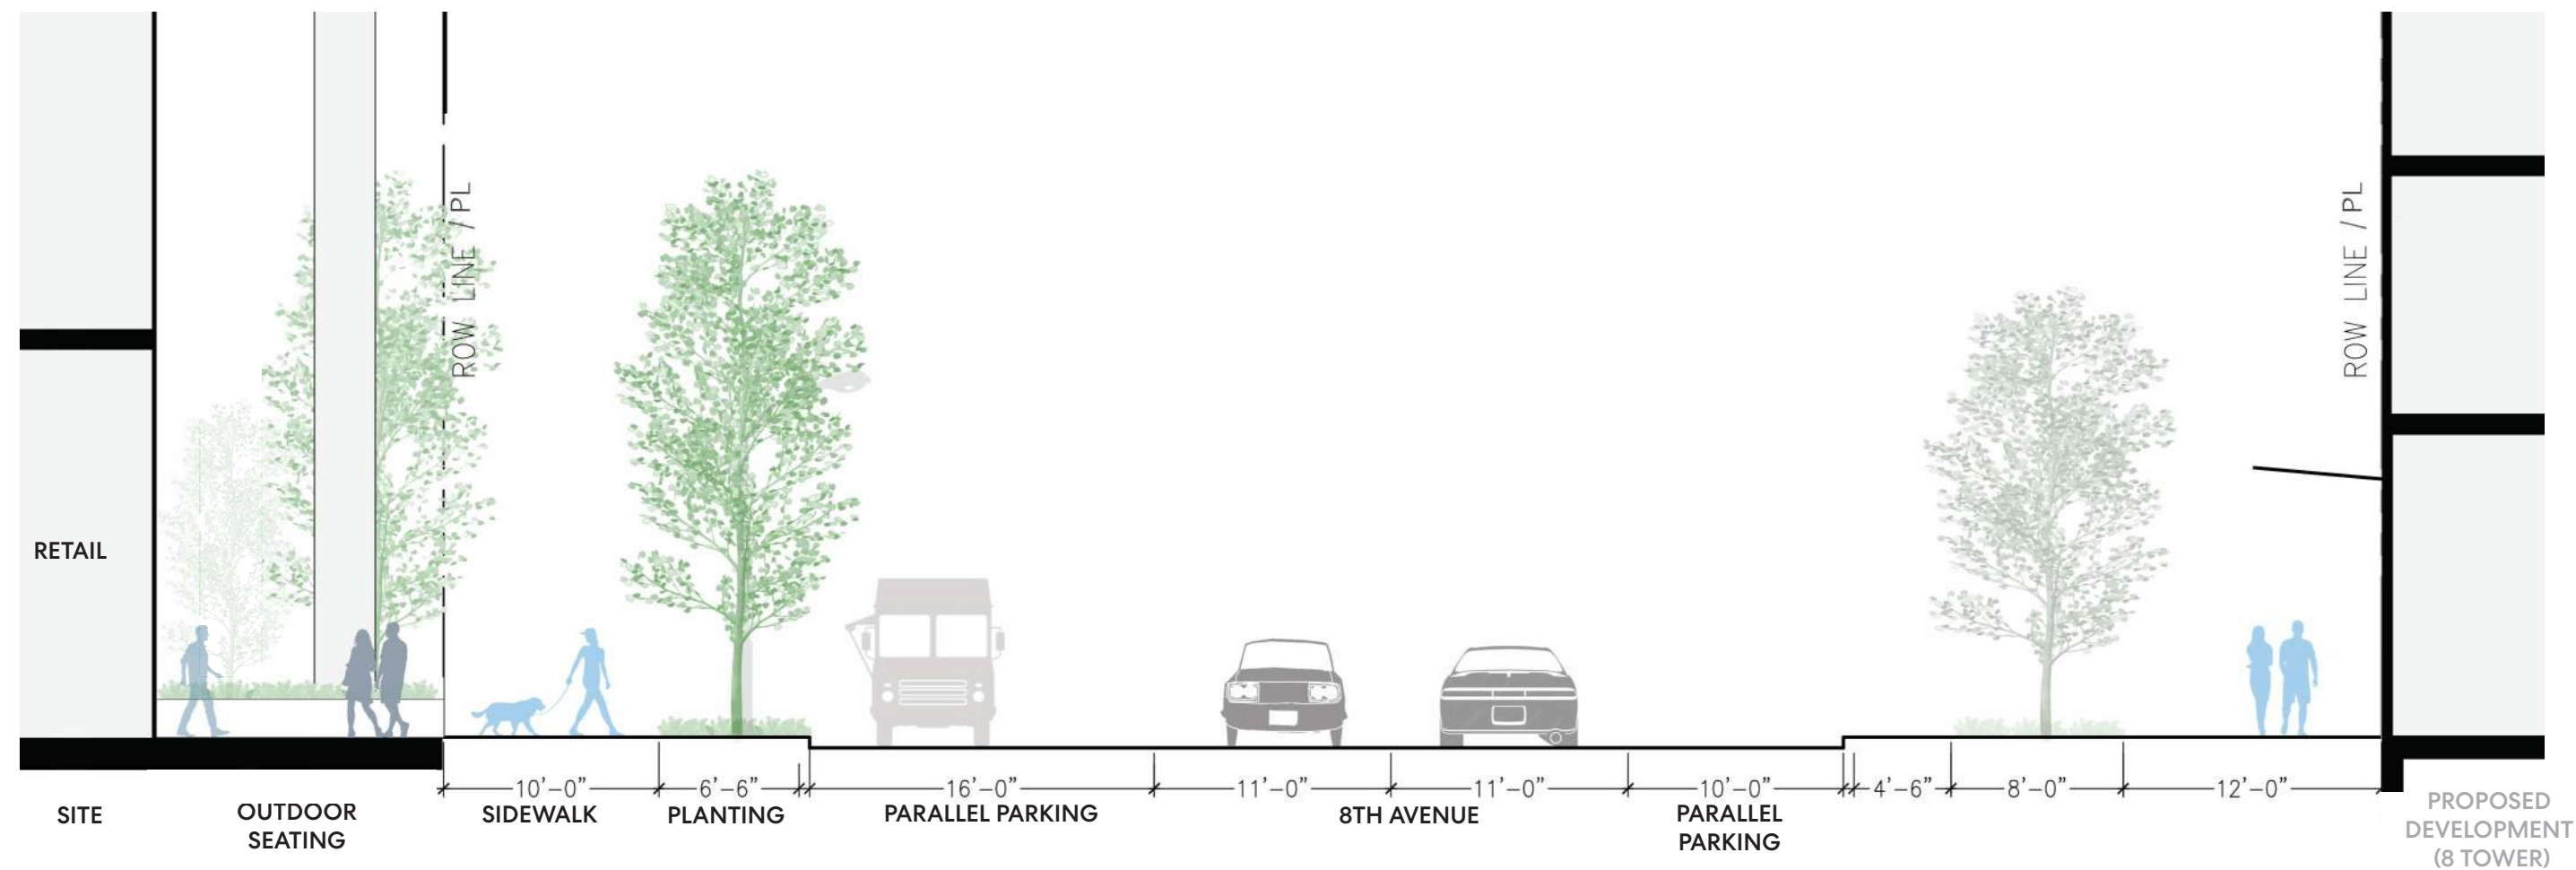 ROW LINE / PL
ROW LINE / PL
RETAIL
10'-0"
6'-6"
16'-0"
11'-0"
11'-0"
10'-0"
4'-6"
8'-0"
12'-0"
SITE
OUTDOOR
SEATING
SIDEWALK
PLANTING
PARALLEL PARKING
8TH AVENUE
PARALLEL
PARKING
PROPOSED
DEVELOPMENT
(8 TOWER)